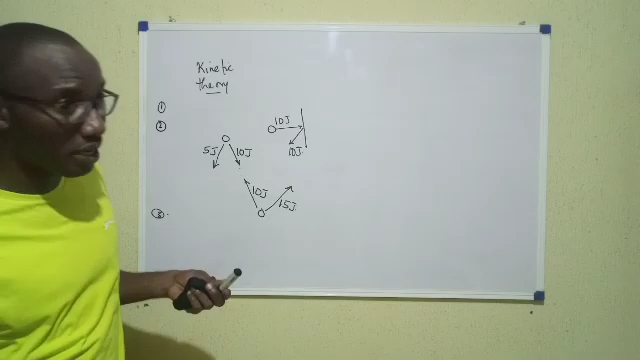 Kinetic
theory
①
② 10J
5J 10J 10J
10J 15J
③.